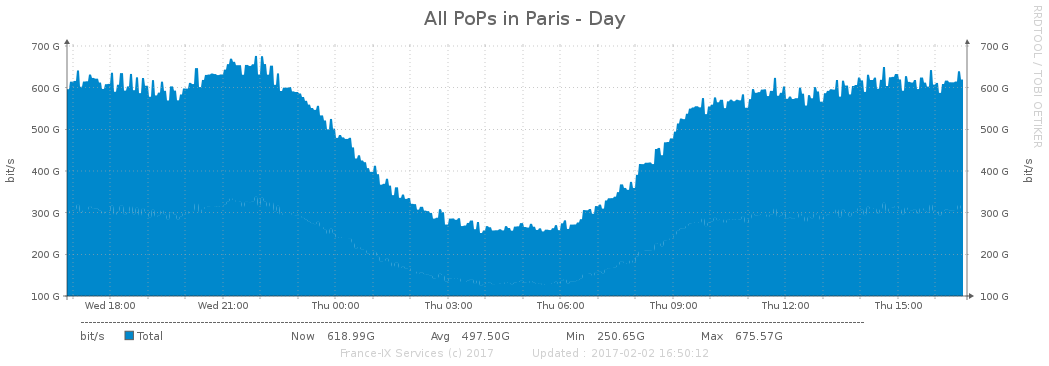 All PoPs in Paris - Day
RRDTOOL / TOBI OETIKER
bit/s
bit/s
700 G 700 G
600 G 600 G
500 G 500 G
400 G 400 G
300 G 300 G
200 G 200 G
100 G 100 G
Wed 18:00 Wed 21:00 Thu 00:00 Thu 03:00 Thu 06:00 Thu 09:00 Thu 12:00 Thu 15:00
bit/s Total Now 618.99G Avg 497.50G Min 250.65G Max 675.57G
France-IX Services (c) 2017 Updated : 2017-02-02 16:50:12